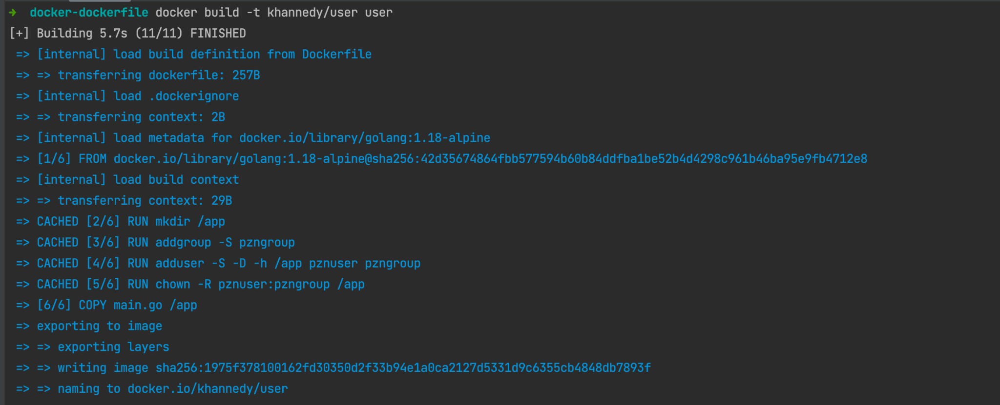 ➜  docker-dockerfile docker build -t khannedy/user user
[+] Building 5.7s (11/11) FINISHED
 => [internal] load build definition from Dockerfile
 => => transferring dockerfile: 257B
 => [internal] load .dockerignore
 => => transferring context: 2B
 => [internal] load metadata for docker.io/library/golang:1.18-alpine
 => [1/6] FROM docker.io/library/golang:1.18-alpine@sha256:42d35674864fbb577594b60b84ddfba1be52b4d4298c961b46ba95e9fb4712e8
 => [internal] load build context
 => => transferring context: 29B
 => CACHED [2/6] RUN mkdir /app
 => CACHED [3/6] RUN addgroup -S pzngroup
 => CACHED [4/6] RUN adduser -S -D -h /app pznuser pzngroup
 => CACHED [5/6] RUN chown -R pznuser:pzngroup /app
 => [6/6] COPY main.go /app
 => exporting to image
 => => exporting layers
 => => writing image sha256:1975f378100162fd30350d2f33b94e1a0ca2127d5331d9c6355cb4848db7893f
 => => naming to docker.io/khannedy/user